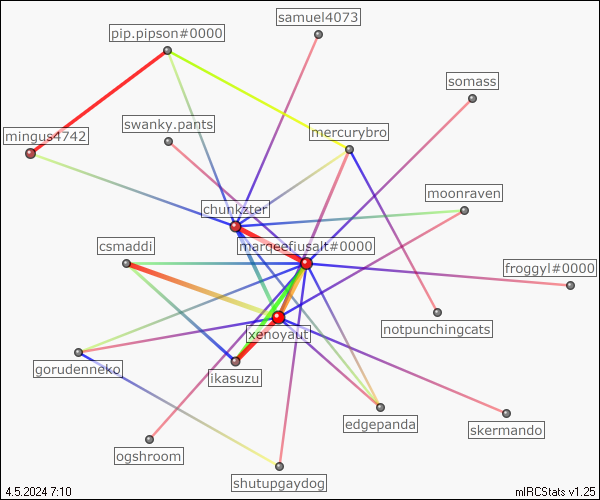 samuel4073
pip.pipson#0000
somass
swanky.pants
mercurybro
mingus4742
moonraven
chunkzter
csmaddi
marqeefjusalt#0000
froggyl#0000
notpunchingcats
xenoyaut
gorudenneko
ikasuzu
edgepanda
skermando
ogshroom
shutupgaydog
4.5.2024 7:10
mIRCStats v1.25